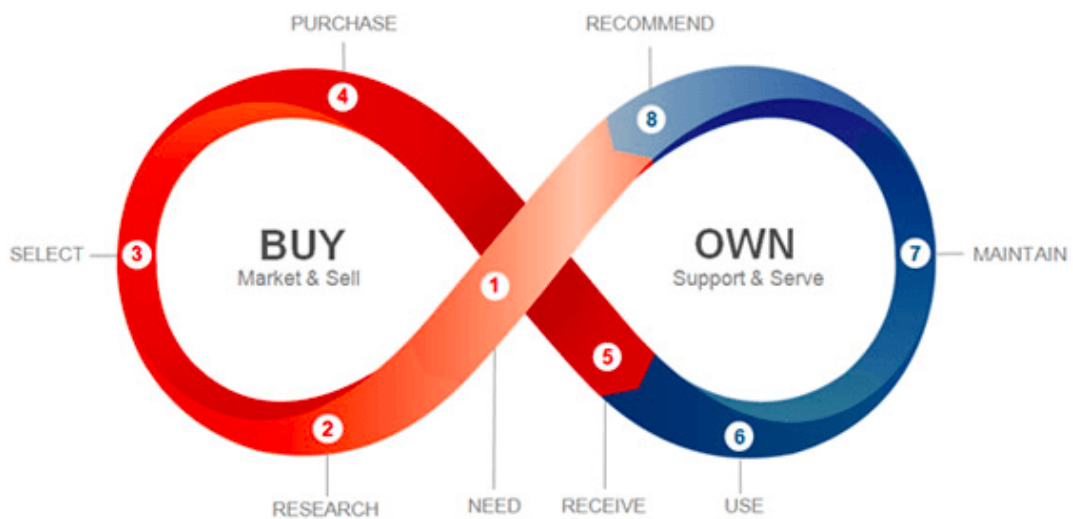 PURCHASE
RECOMMEND
4
8
SELECT
3
BUY
Market & Sell
OWN
Support & Serve
7
MAINTAIN
1
5
2
6
RESEARCH
NEED
RECEIVE
USE